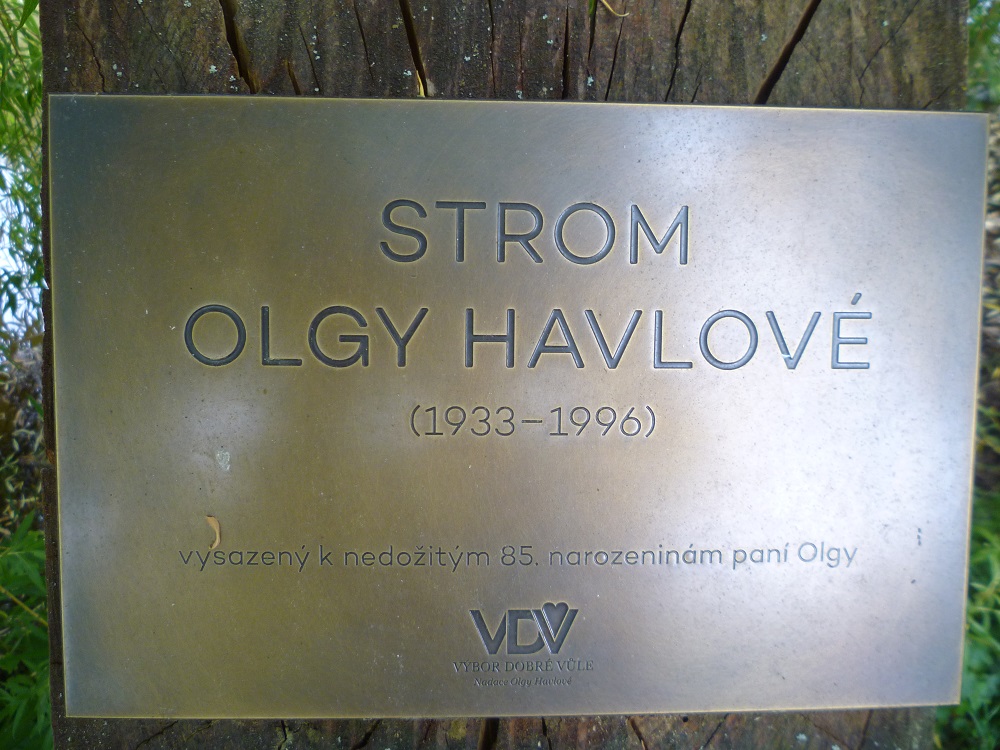 STROM
OLGY HAVLOVÉ
(1933–1996)
vysazený k nedožitým 85. narozeninám paní Olgy
VDV
VÝBOR DOBRÉ VŮLE
Nadace Olgy Havlové